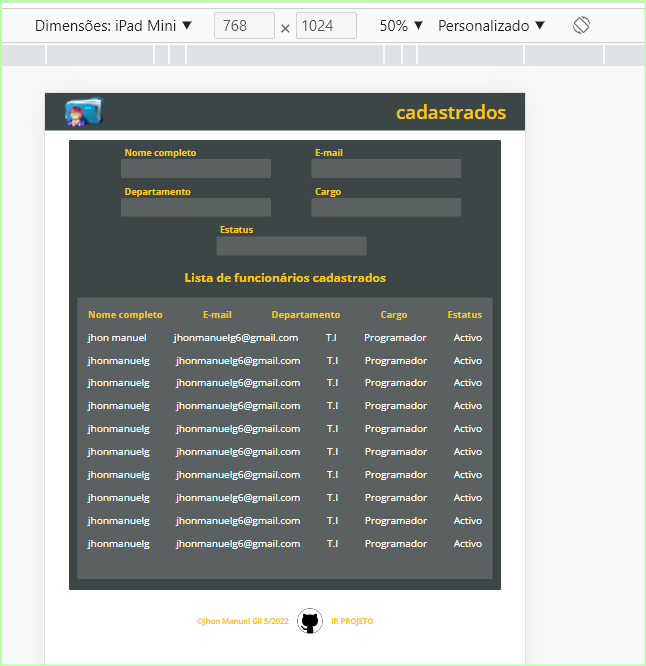 Dimensões: iPad Mini ▼ 768 × 1024 50% ▼ Personalizado ▼
cadastrados
Nome completo E-mail
Departamento Cargo
Estatus
Lista de funcionários cadastrados
Nome completo E-mail Departamento Cargo Estatus
jhon manuel jhonmanuelg6@gmail.com T.I Programador Activo
jhonmanuelg jhonmanuelg6@gmail.com T.I Programador Activo
jhonmanuelg jhonmanuelg6@gmail.com T.I Programador Activo
jhonmanuelg jhonmanuelg6@gmail.com T.I Programador Activo
jhonmanuelg jhonmanuelg6@gmail.com T.I Programador Activo
jhonmanuelg jhonmanuelg6@gmail.com T.I Programador Activo
jhonmanuelg jhonmanuelg6@gmail.com T.I Programador Activo
jhonmanuelg jhonmanuelg6@gmail.com T.I Programador Activo
jhonmanuelg jhonmanuelg6@gmail.com T.I Programador Activo
jhonmanuelg jhonmanuelg6@gmail.com T.I Programador Activo
©Jhon Manuel GR 5/2022 IR PROJETO